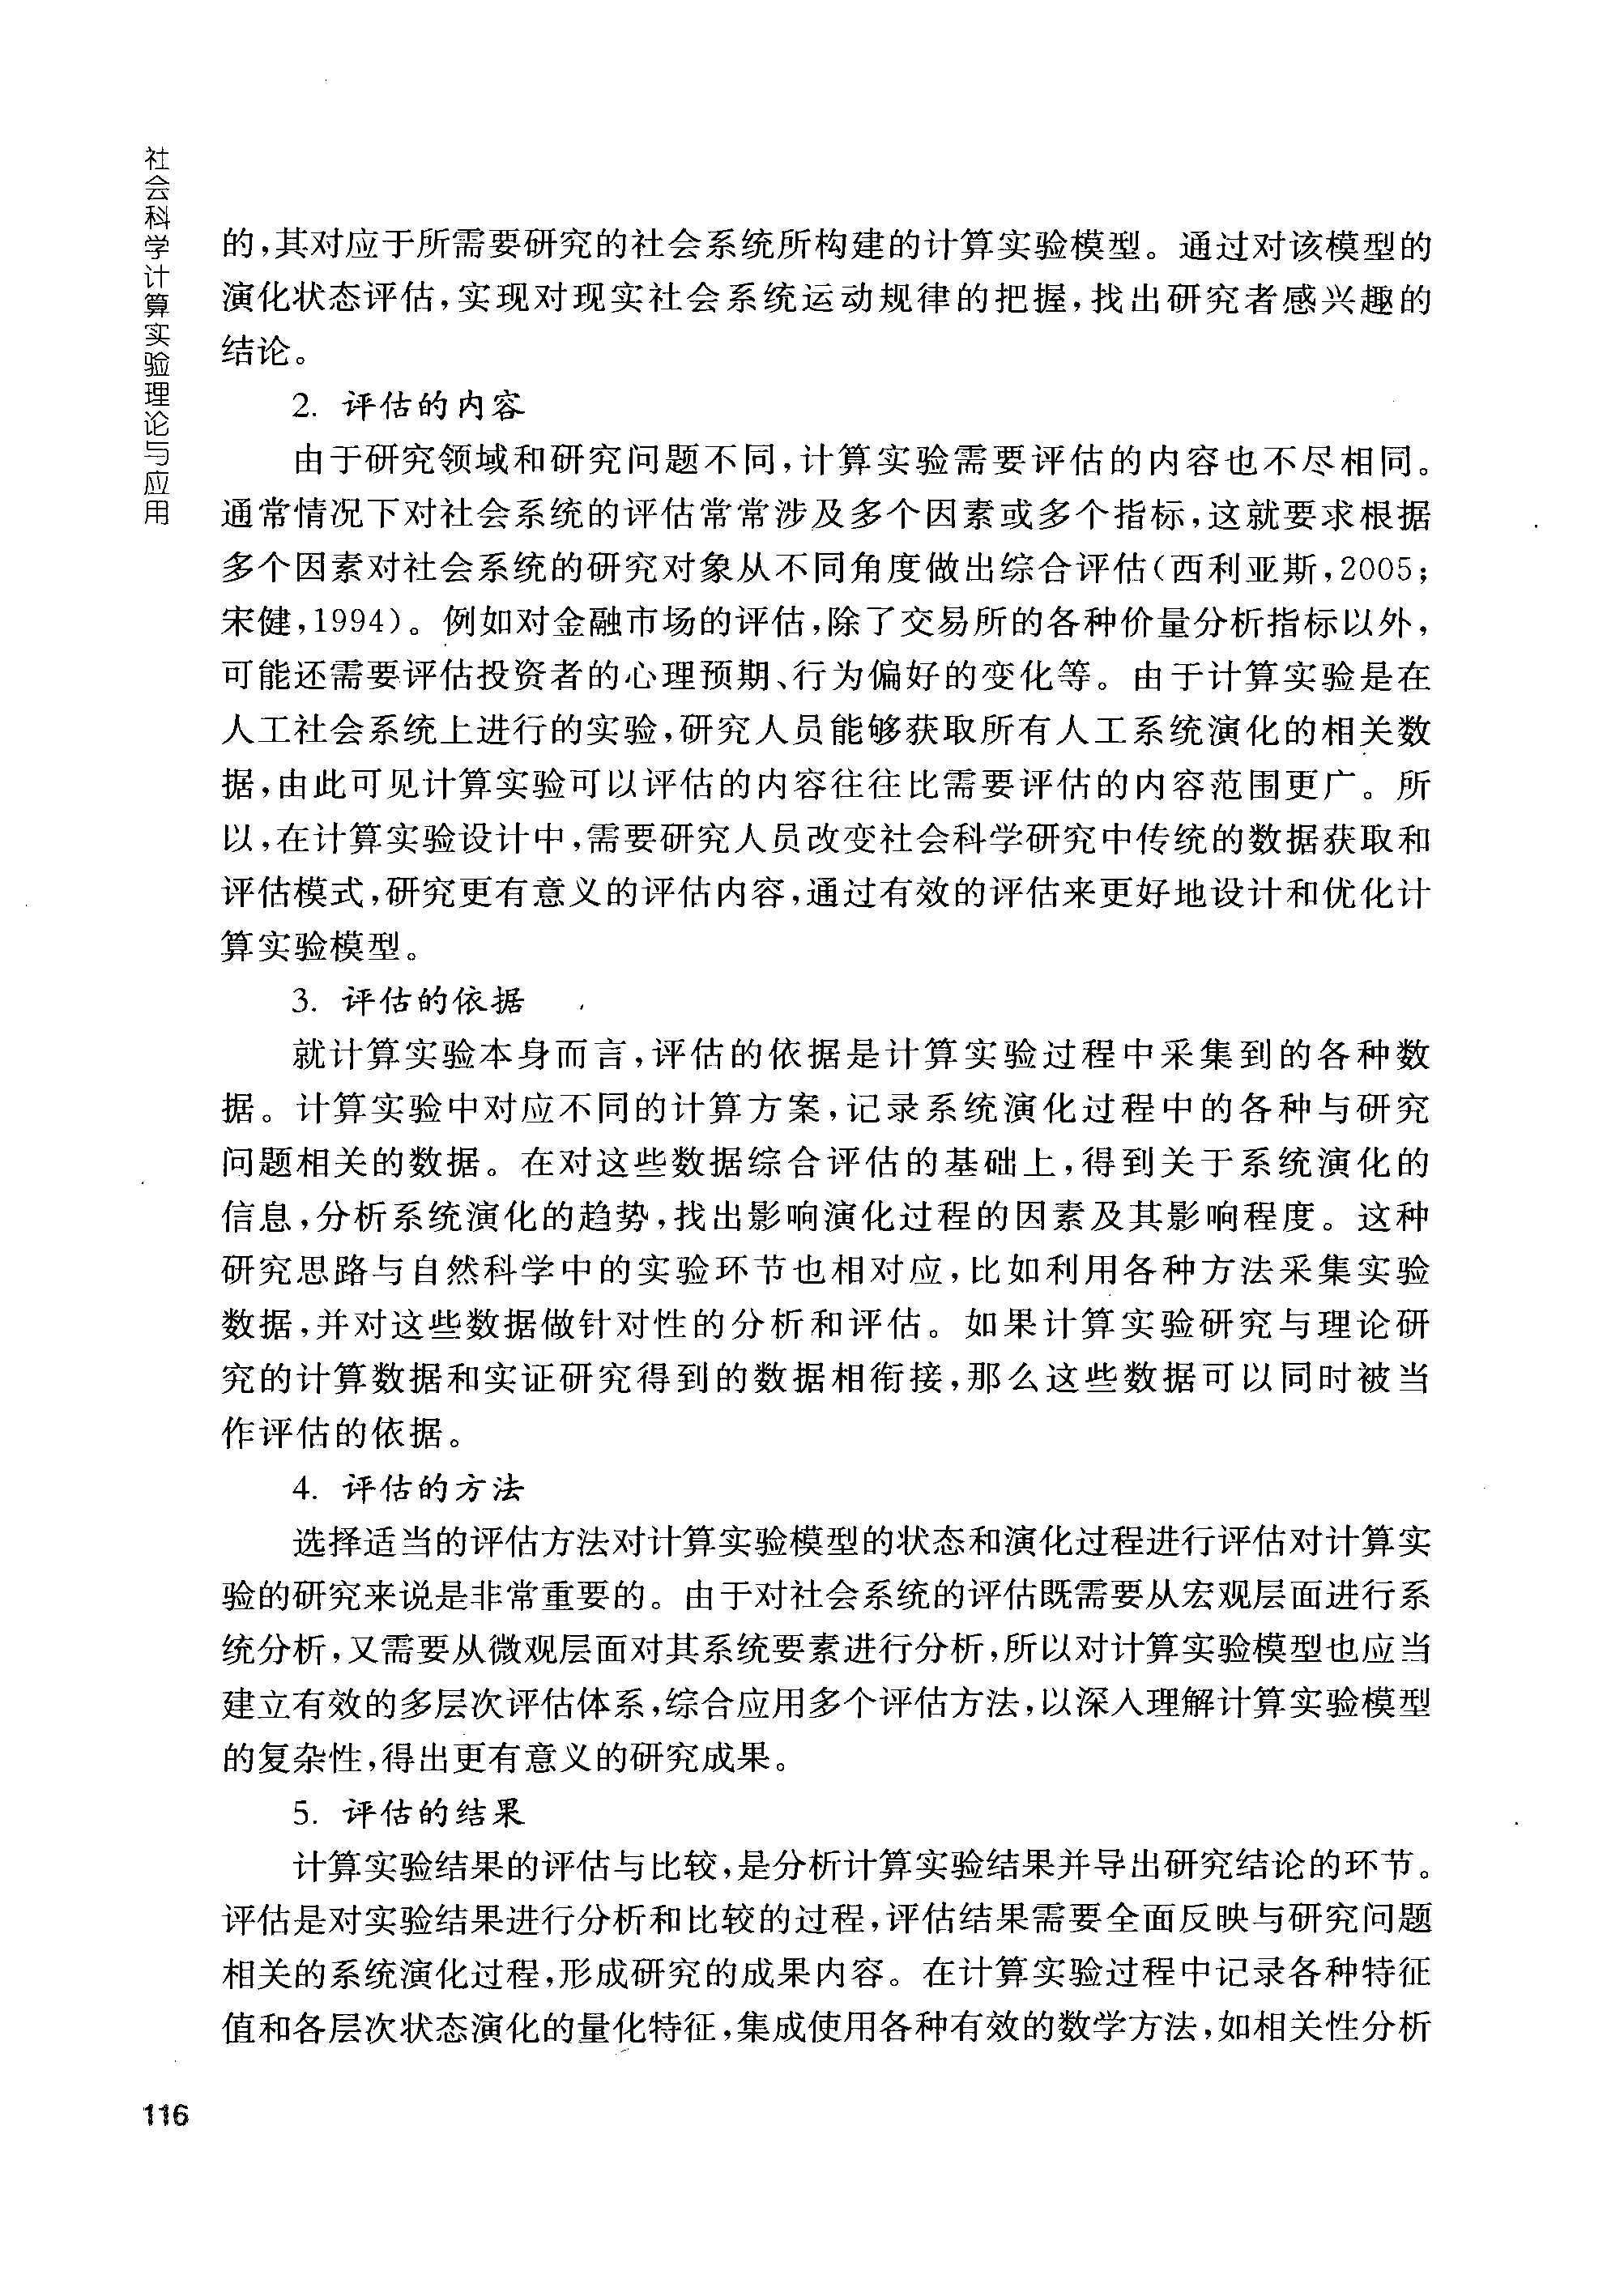 社会科学计算实验理论与应用
的,其对应于所需要研究的社会系统所构建的计算实验模型。通过对该模型的
演化状态评估,实现对现实社会系统运动规律的把握,找出研究者感兴趣的
结论。
2. 评估的内容
由于研究领域和研究问题不同,计算实验需要评估的内容也不尽相同。
通常情况下对社会系统的评估常常涉及多个因素或多个指标,这就要求根据
多个因素对社会系统的研究对象从不同角度做出综合评估(西利亚斯,2005;
宋健,1994)。例如对金融市场的评估,除了交易所的各种价量分析指标以外,
可能还需要评估投资者的心理预期、行为偏好的变化等。由于计算实验是在
人工社会系统上进行的实验,研究人员能够获取所有人工系统演化的相关数
据,由此可见计算实验可以评估的内容往往比需要评估的内容范围更广。所
以,在计算实验设计中,需要研究人员改变社会科学研究中传统的数据获取和
评估模式,研究更有意义的评估内容,通过有效的评估来更好地设计和优化计
算实验模型。
3. 评估的依据
就计算实验本身而言,评估的依据是计算实验过程中采集到的各种数
据。计算实验中对应不同的计算方案,记录系统演化过程中的各种与研究
问题相关的数据。在对这些数据综合评估的基础上,得到关于系统演化的
信息,分析系统演化的趋势,找出影响演化过程的因素及其影响程度。这种
研究思路与自然科学中的实验环节也相对应,比如利用各种方法采集实验
数据,并对这些数据做针对性的分析和评估。如果计算实验研究与理论研
究的计算数据和实证研究得到的数据相衔接,那么这些数据可以同时被当
作评估的依据。
4. 评估的方法
选择适当的评估方法对计算实验模型的状态和演化过程进行评估对计算实
验的研究来说是非常重要的。由于对社会系统的评估既需要从宏观层面进行系
统分析,又需要从微观层面对其系统要素进行分析,所以对计算实验模型也应当
建立有效的多层次评估体系,综合应用多个评估方法,以深入理解计算实验模型
的复杂性,得出更有意义的研究成果。
5. 评估的结果
计算实验结果的评估与比较,是分析计算实验结果并导出研究结论的环节。
评估是对实验结果进行分析和比较的过程,评估结果需要全面反映与研究问题
相关的系统演化过程,形成研究的成果内容。在计算实验过程中记录各种特征
值和各层次状态演化的量化特征,集成使用各种有效的数学方法,如相关性分析
116